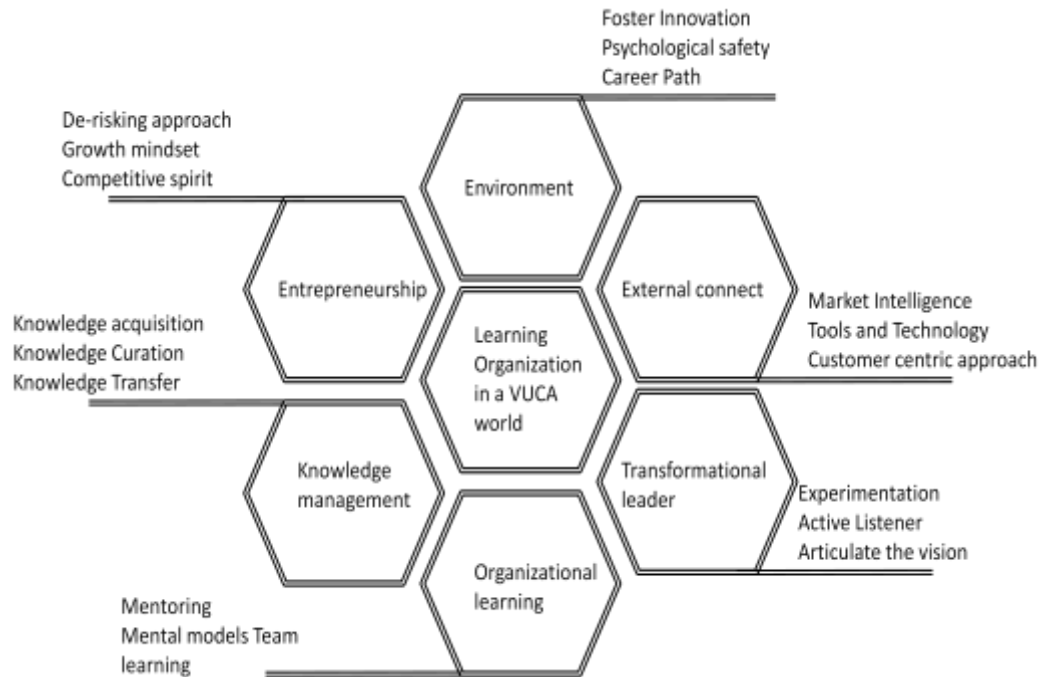 Foster Innovation
Psychological safety
Career Path
De-risking approach
Growth mindset
Competitive spirit
Environment
Entrepreneurship
External connect
Market Intelligence
Tools and Technology
Customer centric approach
Knowledge acquisition
Knowledge Curation
Knowledge Transfer
Learning
Organization
in a VUCA
world
Knowledge
management
Transformational
leader
Experimentation
Active Listener
Articulate the vision
Organizational
learning
Mentoring
Mental models Team
learning